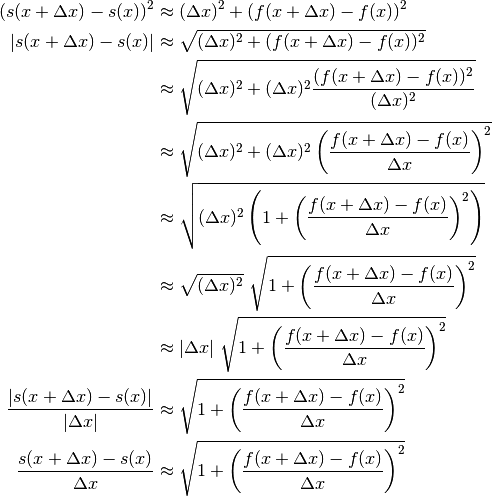 (s(x + Δx) − s(x))² ≈ (Δx)² + (f(x + Δx) − f(x))²
|s(x + Δx) − s(x)| ≈ √((Δx)² + (f(x + Δx) − f(x))²)
≈ √((Δx)² + (Δx)² (f(x + Δx) − f(x))²/(Δx)²)
≈ √((Δx)² + (Δx)² ((f(x + Δx) − f(x))/Δx)²)
≈ √((Δx)² (1 + ((f(x + Δx) − f(x))/Δx)²))
≈ √((Δx)²) √(1 + ((f(x + Δx) − f(x))/Δx)²)
≈ |Δx| √(1 + ((f(x + Δx) − f(x))/Δx)²)
|s(x + Δx) − s(x)|/|Δx| ≈ √(1 + ((f(x + Δx) − f(x))/Δx)²)
(s(x + Δx) − s(x))/Δx ≈ √(1 + ((f(x + Δx) − f(x))/Δx)²)